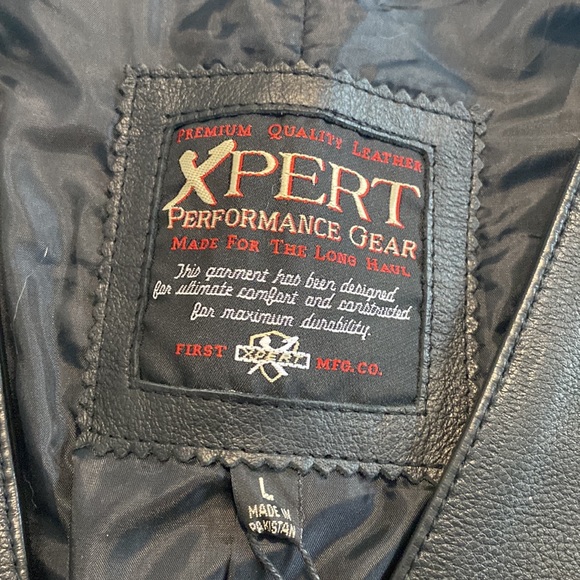 PREMIUM QUALITY LEATHER
XPERT
PERFORMANCE GEAR
MADE FOR THE LONG HAUL
This garment has been designed
for ultimate comfort and constructed
for maximum durability.
FIRST XPERT MFG.CO.
L
MADE IN
PAKISTAN